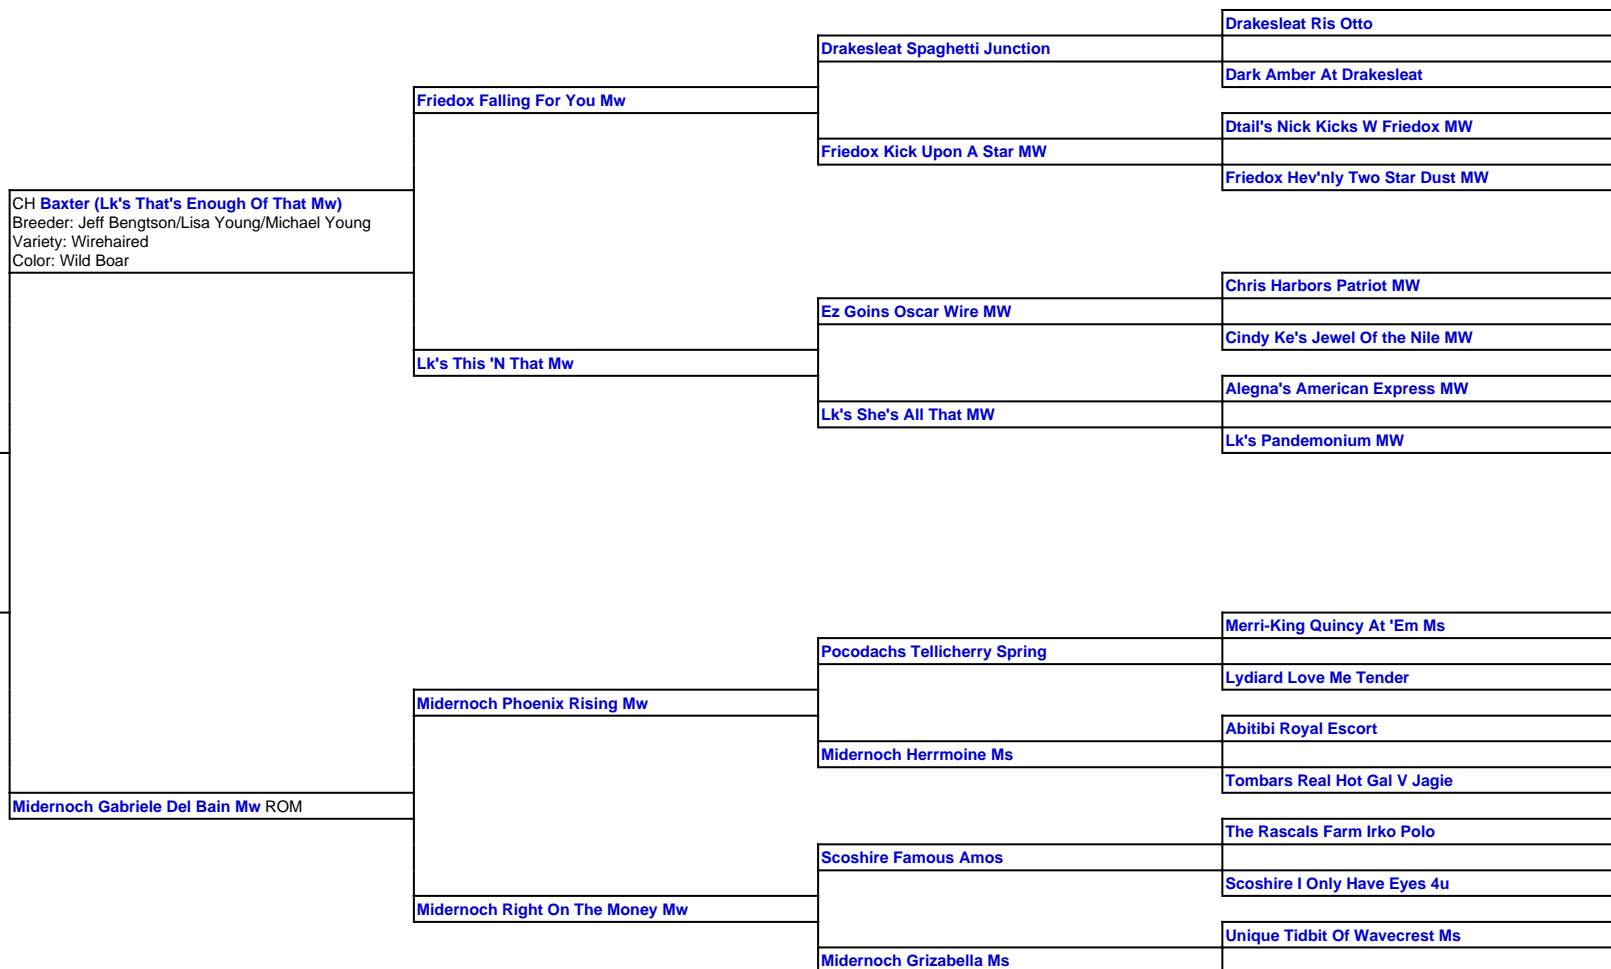 Drakesleat Ris Otto
Drakesleat Spaghetti Junction
Dark Amber At Drakesleat
Friedox Falling For You Mw
Dtail's Nick Kicks W Friedox MW
Friedox Kick Upon A Star MW
Friedox Hev'nly Two Star Dust MW
CH Baxter (Lk's That's Enough Of That Mw)
Breeder: Jeff Bengtson/Lisa Young/Michael Young
Variety: Wirehaired
Color: Wild Boar
Chris Harbors Patriot MW
Ez Goins Oscar Wire MW
Cindy Ke's Jewel Of the Nile MW
Lk's This 'N That Mw
Alegna's American Express MW
Lk's She's All That MW
Lk's Pandemonium MW
Merri-King Quincy At 'Em Ms
Pocodachs Tellicherry Spring
Lydiard Love Me Tender
Midernoch Phoenix Rising Mw
Abitibi Royal Escort
Midernoch Herrmoine Ms
Tombars Real Hot Gal V Jagie
Midernoch Gabriele Del Bain Mw ROM
The Rascals Farm Irko Polo
Scoshire Famous Amos
Scoshire I Only Have Eyes 4u
Midernoch Right On The Money Mw
Unique Tidbit Of Wavecrest Ms
Midernoch Grizabella Ms